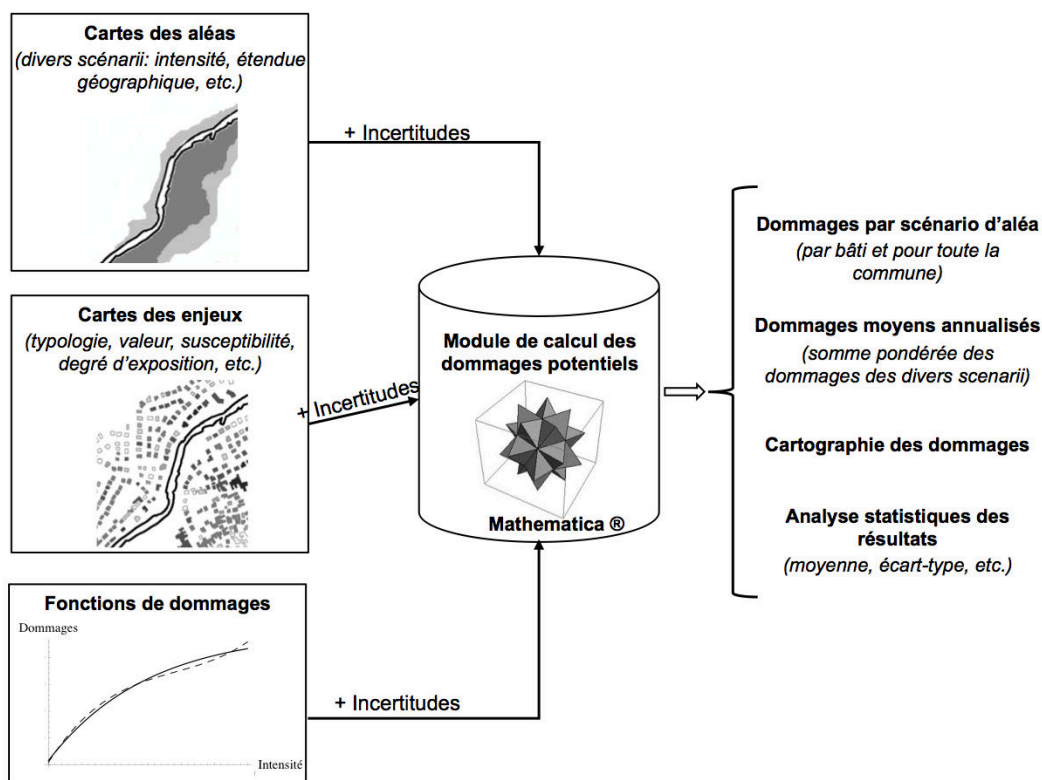 Cartes des aléas
(divers scénarii: intensité, étendue
géographique, etc.)
+ Incertitudes
Cartes des enjeux
(typologie, valeur, susceptibilité,
degré d'exposition, etc.)
+ Incertitudes
Fonctions de dommages
Dommages
Intensité
+ Incertitudes
Module de calcul des
dommages potentiels
Mathematica ®
Dommages par scénario d'aléa
(par bâti et pour toute la
commune)
Dommages moyens annualisés
(somme pondérée des
dommages des divers scenarii)
Cartographie des dommages
Analyse statistiques des
résultats
(moyenne, écart-type, etc.)